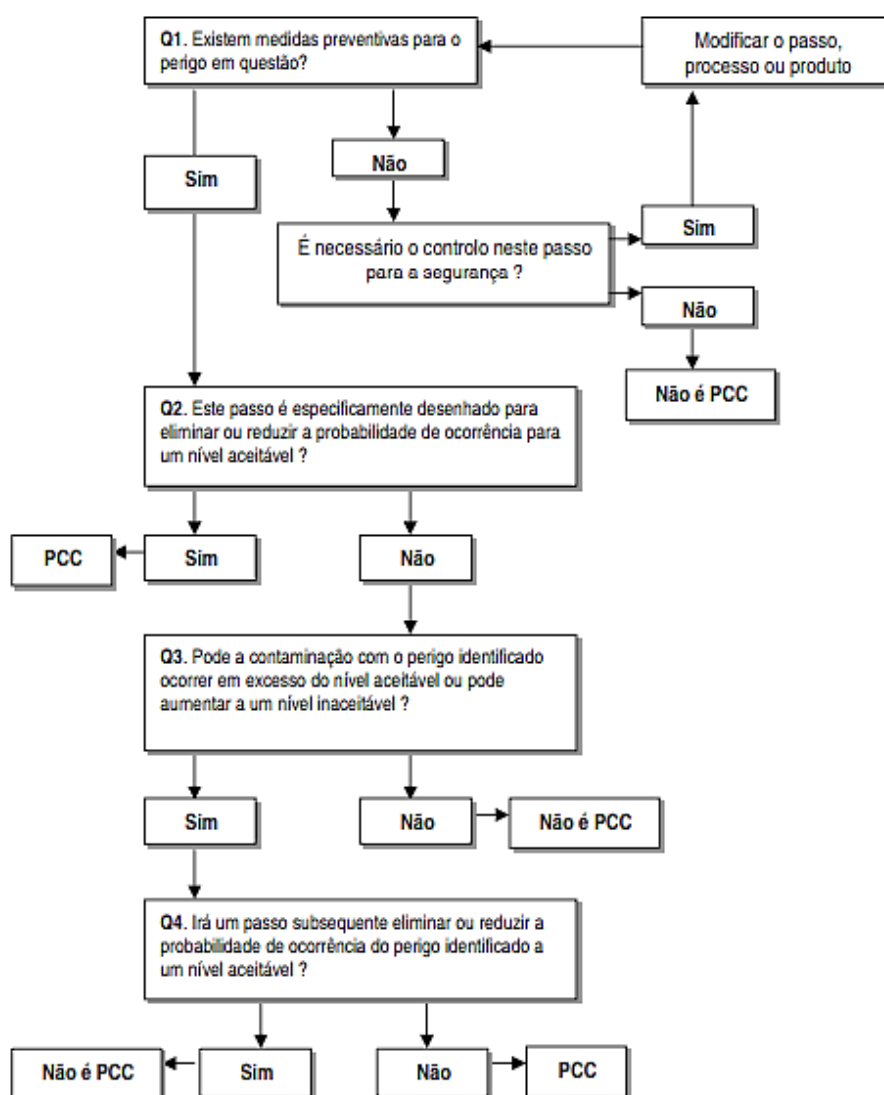 Q1. Existem medidas preventivas para o
perigo em questão?
Modificar o passo,
processo ou produto
Não
Sim
É necessário o controlo neste passo
para a segurança ?
Sim
Não
Não é PCC
Q2. Este passo é especificamente desenhado para
eliminar ou reduzir a probabilidade de ocorrência para
um nível aceitável ?
PCC
Sim
Não
Q3. Pode a contaminação com o perigo identificado
ocorrer em excesso do nível aceitável ou pode
aumentar a um nível inaceitável ?
Sim
Não
Não é PCC
Q4. Irá um passo subsequente eliminar ou reduzir a
probabilidade de ocorrência do perigo identificado a
um nível aceitável ?
Não é PCC
Sim
Não
PCC